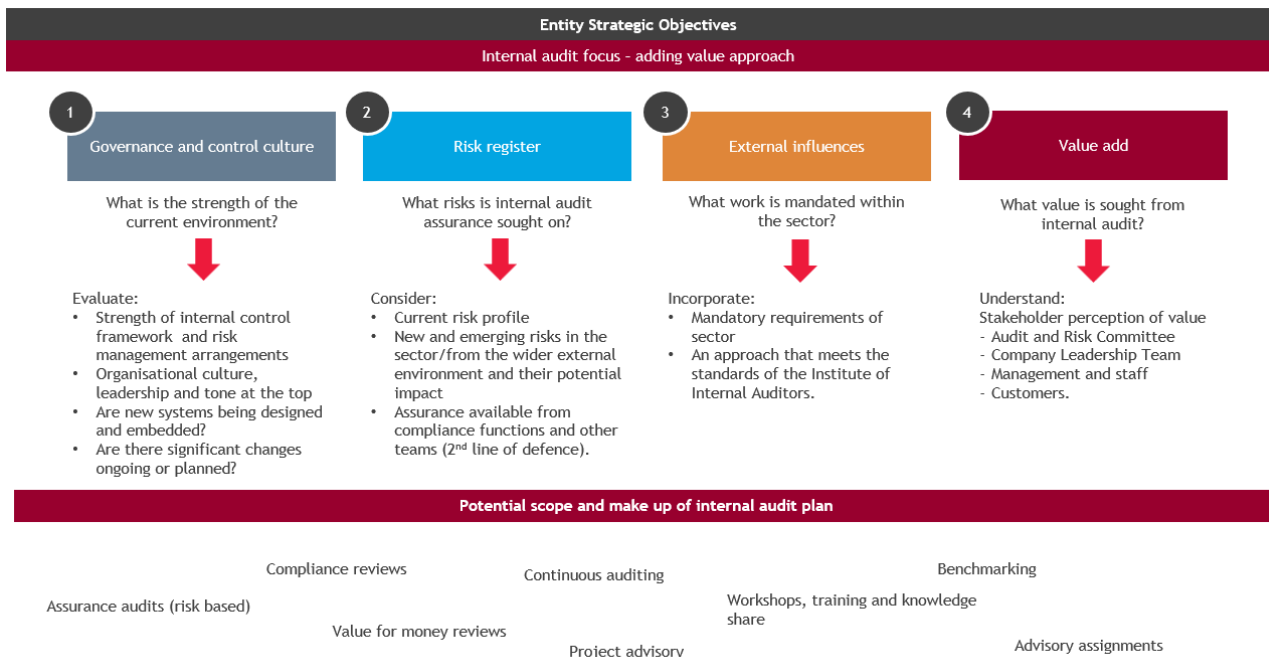 Entity Strategic Objectives
Internal audit focus – adding value approach
1
Governance and control culture
What is the strength of the
current environment?
Evaluate:
• Strength of internal control
framework and risk
management arrangements
• Organisational culture,
leadership and tone at the top
• Are new systems being designed
and embedded?
• Are there significant changes
ongoing or planned?
2
Risk register
What risks is internal audit
assurance sought on?
Consider:
• Current risk profile
• New and emerging risks in the
sector/from the wider external
environment and their potential
impact
• Assurance available from
compliance functions and other
teams (2nd line of defence).
3
External influences
What work is mandated within
the sector?
Incorporate:
• Mandatory requirements of
sector
• An approach that meets the
standards of the Institute of
Internal Auditors.
4
Value add
What value is sought from
internal audit?
Understand:
Stakeholder perception of value
- Audit and Risk Committee
- Company Leadership Team
- Management and staff
- Customers.
Potential scope and make up of internal audit plan
Compliance reviews
Continuous auditing
Benchmarking
Assurance audits (risk based)
Workshops, training and knowledge
share
Value for money reviews
Project advisory
Advisory assignments